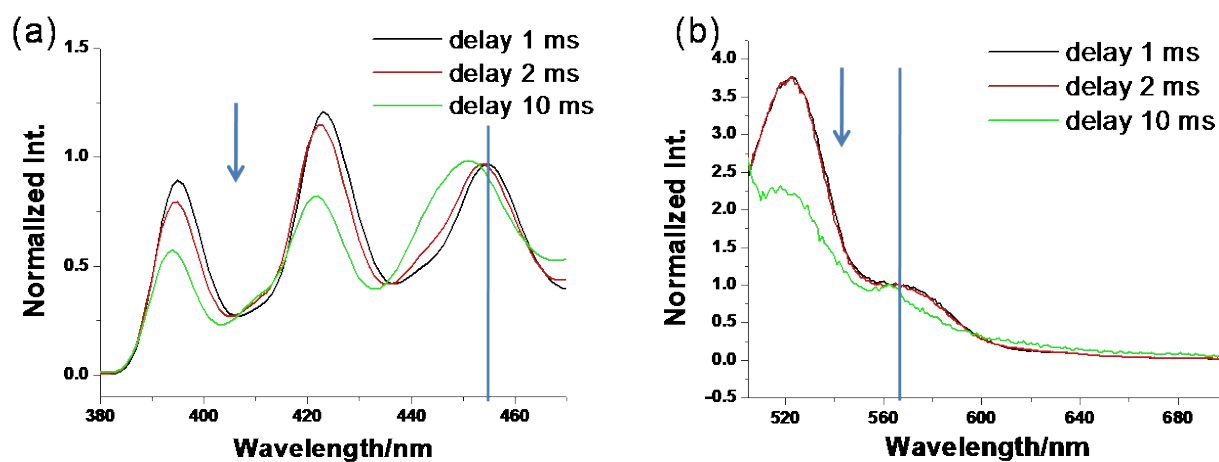 (a)
delay 1 ms
delay 2 ms
delay 10 ms
1.5
1.0
0.5
0.0
Normalized Int.
380 400 420 440 460
Wavelength/nm
(b)
delay 1 ms
delay 2 ms
delay 10 ms
4.0
3.5
3.0
2.5
2.0
1.5
1.0
0.5
0.0
-0.5
Normalized Int.
520 560 600 640 680
Wavelength/nm